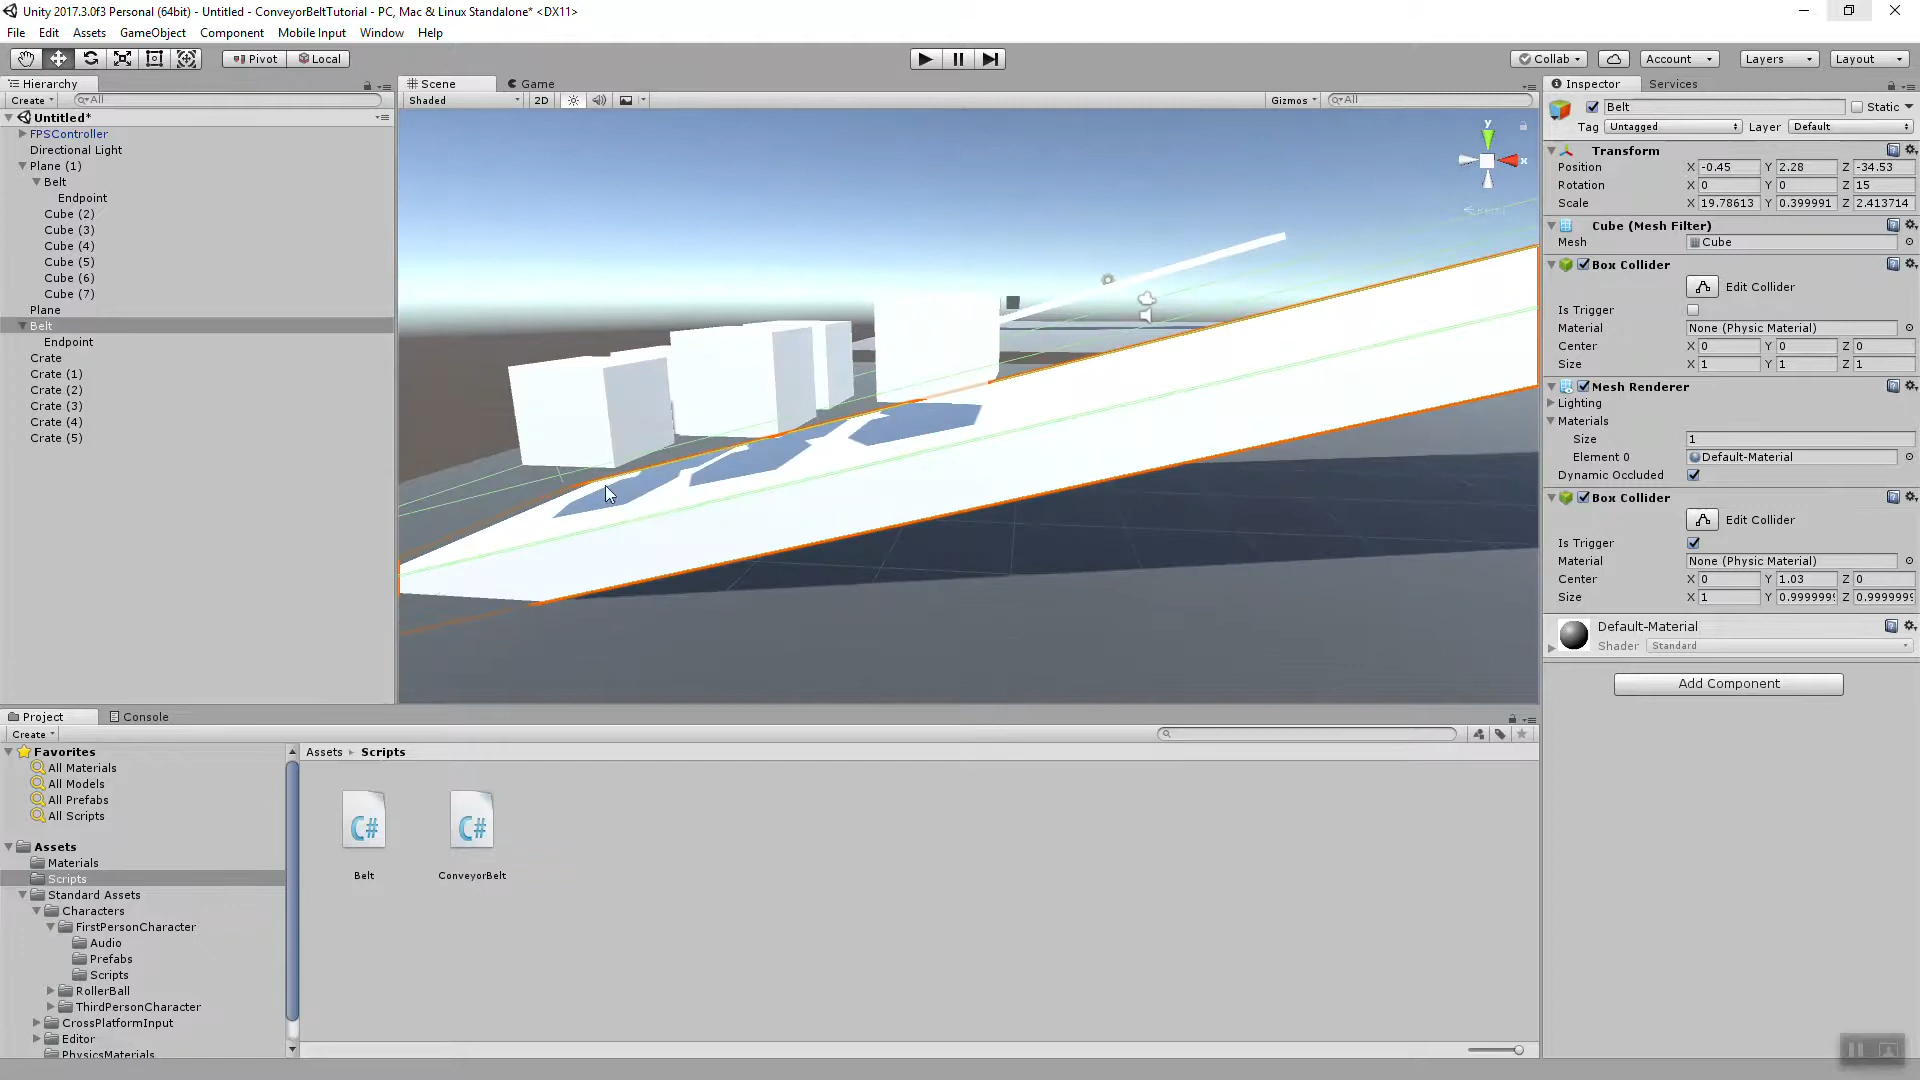 Unity 2017.3.0f3 Personal (64bit) - Untitled - ConveyorBeltTutorial - PC, Mac & Linux Standalone* <DX11>
File Edit Assets GameObject Component Mobile Input Window Help
Pivot Local Collab Account Layers Layout
Hierarchy
Create All
Untitled*
FPSController
Directional Light
Plane (1)
Belt
Endpoint
Cube (2)
Cube (3)
Cube (4)
Cube (5)
Cube (6)
Cube (7)
Plane
Belt
Endpoint
Crate
Crate (1)
Crate (2)
Crate (3)
Crate (4)
Crate (5)
Scene Game
Shaded 2D Gizmos All
y
x
Inspector Services
Belt Static
Tag Untagged Layer Default
Transform
Position X -0.45 Y 2.28 Z -34.53
Rotation X 0 Y 0 Z 15
Scale X 19.78613 Y 0.399991 Z 2.413714
Cube (Mesh Filter)
Mesh Cube
Box Collider
Edit Collider
Is Trigger
Material None (Physic Material)
Center X 0 Y 0 Z 0
Size X 1 Y 1 Z 1
Mesh Renderer
Lighting
Materials
Size 1
Element 0 Default-Material
Dynamic Occluded
Box Collider
Edit Collider
Is Trigger
Material None (Physic Material)
Center X 0 Y 1.03 Z 0
Size X 1 Y 0.9999999 Z 0.9999999
Default-Material
Shader Standard
Add Component
Project Console
Create
Favorites
All Materials
All Models
All Prefabs
All Scripts
Assets
Materials
Scripts
Standard Assets
Characters
FirstPersonCharacter
Audio
Prefabs
Scripts
RollerBall
ThirdPersonCharacter
CrossPlatformInput
Editor
PhysicsMaterials
Assets Scripts
C# C#
Belt ConveyorBelt